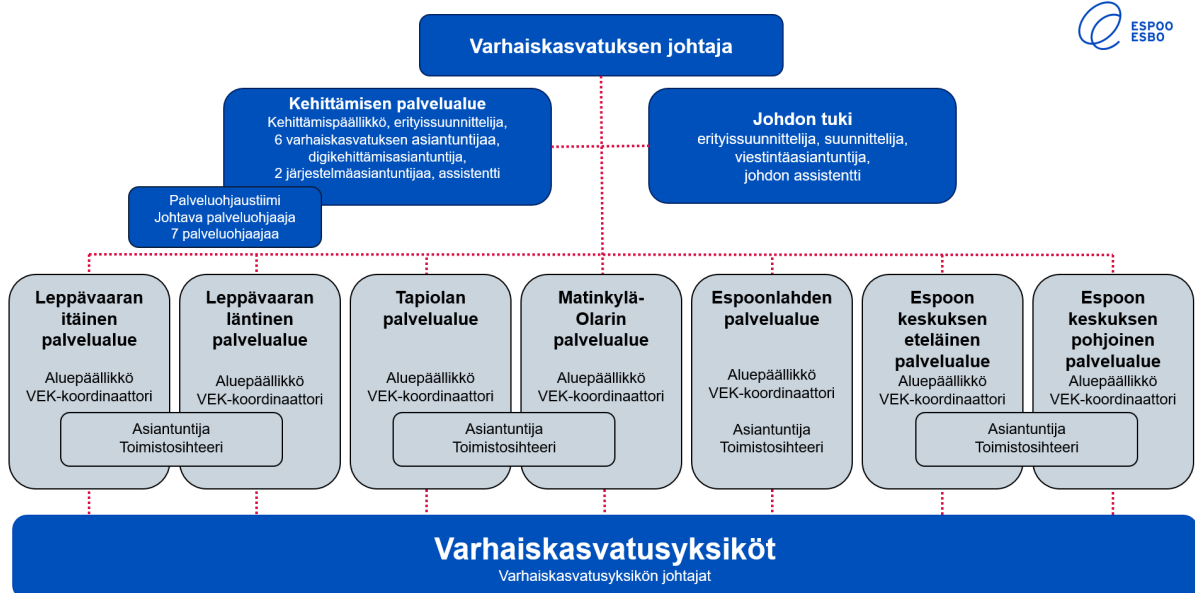 ESPOO
ESBO
Varhaiskasvatuksen johtaja
Kehittämisen palvelualue
Kehittämispäällikkö, erityissuunnittelija,
6 varhaiskasvatuksen asiantuntijaa,
digikehittämisasiantuntija,
2 järjestelmäasiantuntijaa, assistentti
Johdon tuki
erityissuunnittelija, suunnittelija,
viestintäasiantuntija,
johdon assistentti
Palveluohjaustiimi
Johtava palveluohjaaja
7 palveluohjaajaa
Leppävaaran
itäinen
palvelualue
Aluepäällikkö
VEK-koordinaattori
Leppävaaran
läntinen
palvelualue
Aluepäällikkö
VEK-koordinaattori
Asiantuntija
Toimistosihteeri
Tapiolan
palvelualue
Aluepäällikkö
VEK-koordinaattori
Matinkylä-
Olarin
palvelualue
Aluepäällikkö
VEK-koordinaattori
Asiantuntija
Toimistosihteeri
Espoonlahden
palvelualue
Aluepäällikkö
VEK-koordinaattori
Asiantuntija
Toimistosihteeri
Espoon
keskuksen
eteläinen
palvelualue
Aluepäällikkö
VEK-koordinaattori
Espoon
keskuksen
pohjoinen
palvelualue
Aluepäällikkö
VEK-koordinaattori
Asiantuntija
Toimistosihteeri
Varhaiskasvatusyksiköt
Varhaiskasvatusyksikön johtajat